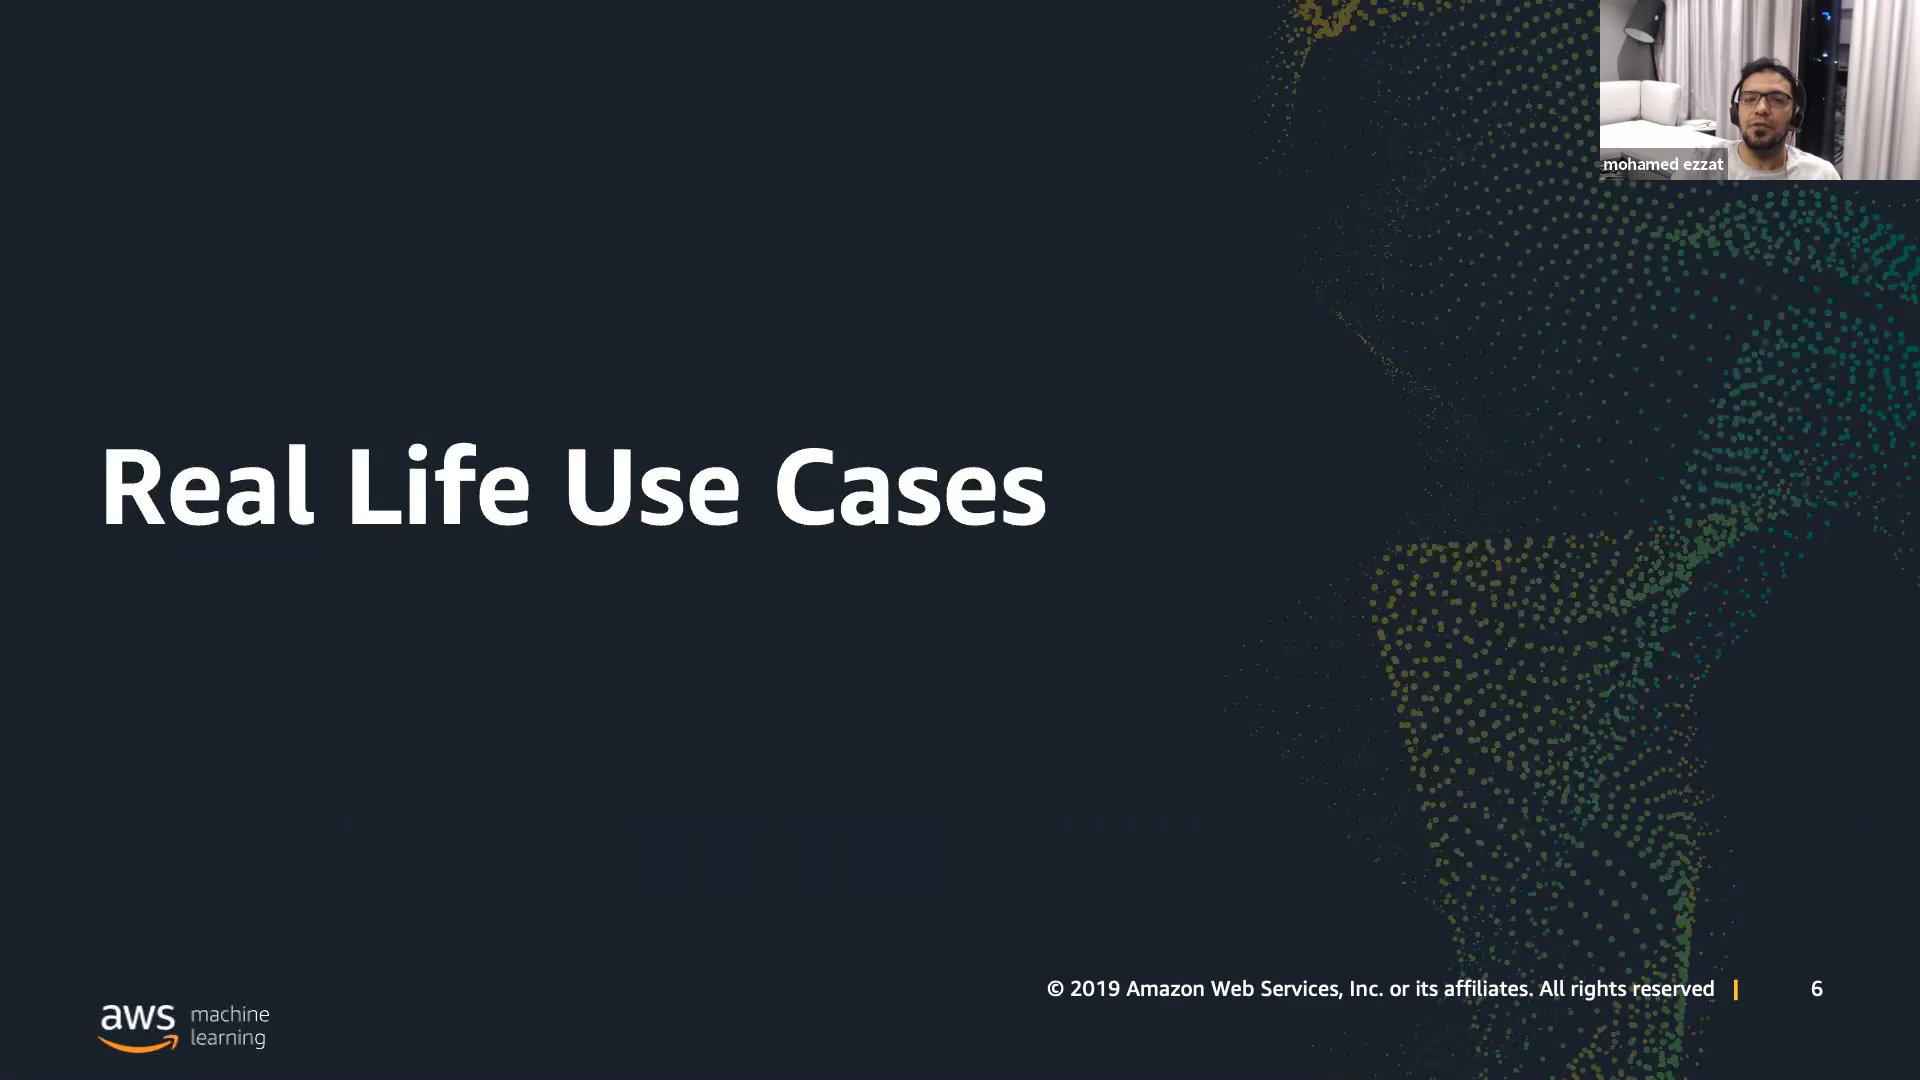 mohamed ezzat
Real Life Use Cases
© 2019 Amazon Web Services, Inc. or its affiliates. All rights reserved | 6
aws machine
learning